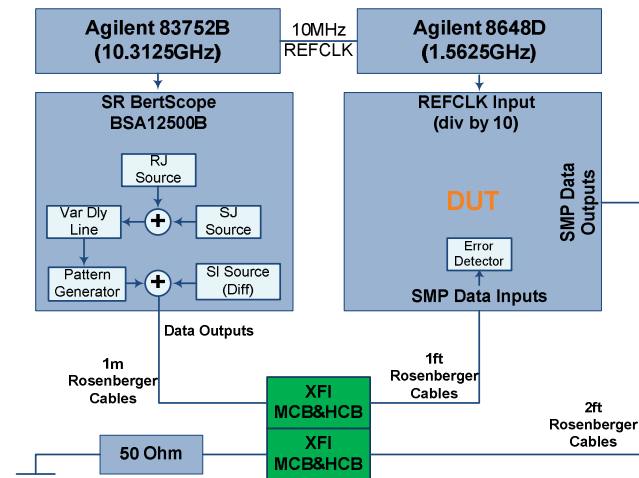 Agilent 83752B
(10.3125GHz)
10MHz
REFCLK
Agilent 8648D
(1.5625GHz)
SR BertScope
BSA12500B
RJ
Source
Var Dly
Line
+
SJ
Source
Pattern
Generator
+
SI Source
(Diff)
REFCLK Input
(div by 10)
DUT
SMP Data
Outputs
Error
Detector
SMP Data Inputs
Data Outputs
1m
Rosenberger
Cables
XFI
MCB&HCB
1ft
Rosenberger
Cables
2ft
Rosenberger
Cables
50 Ohm
XFI
MCB&HCB